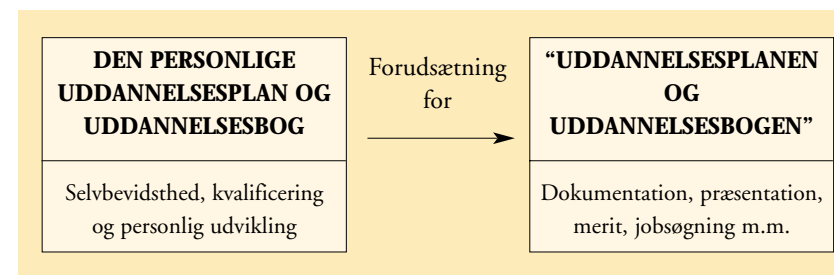 DEN PERSONLIGE
UDDANNELSESPLAN OG
UDDANNELSESBOG
Selvbevidsthed, kvalificering
og personlig udvikling
Forudsætning
for
“UDDANNELSESPLANEN
OG
UDDANNELSESBOGEN”
Dokumentation, præsentation,
merit, jobsøgning m.m.